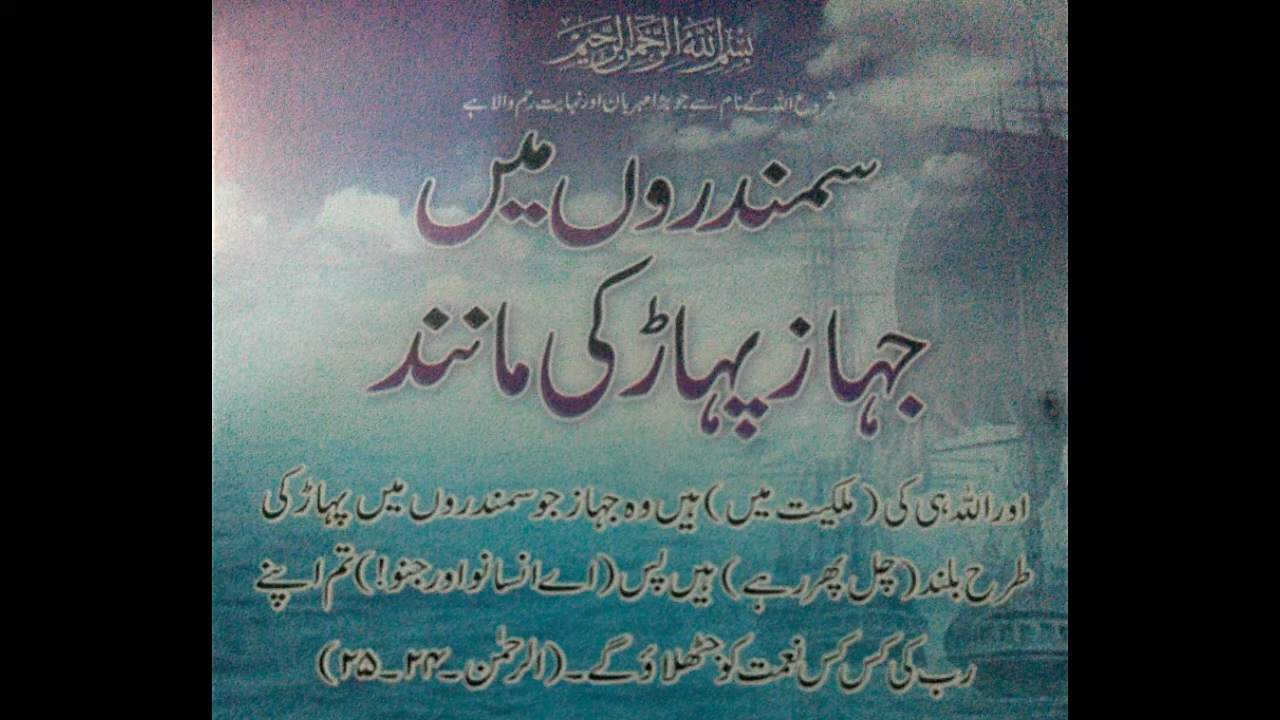 بسم الله الرحمن الرحيم
شروع اللہ کے نام سے جو بڑا مہربان اور نہایت رحم والا ہے
سمندروں میں
جہاز پہاڑ کی مانند
اور اللہ ہی کی (ملکیت میں) ہیں وہ جہاز جو سمندروں میں پہاڑ کی
طرح بلند (چل پھر رہے) ہیں پس (اے انسانو اور جنو!) تم اپنے
رب کی کس کس نعمت کو جھٹلاؤ گے۔ (الرحمٰن۔۲۴۔۲۵)